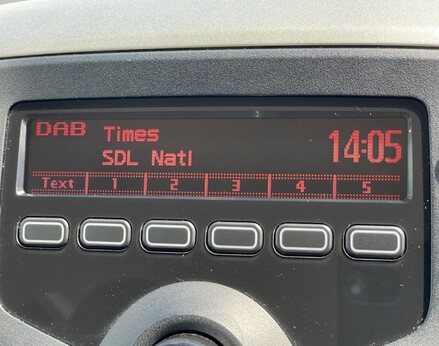 DAB Times 14:05
SDL Natl
Text 1 2 3 4 5